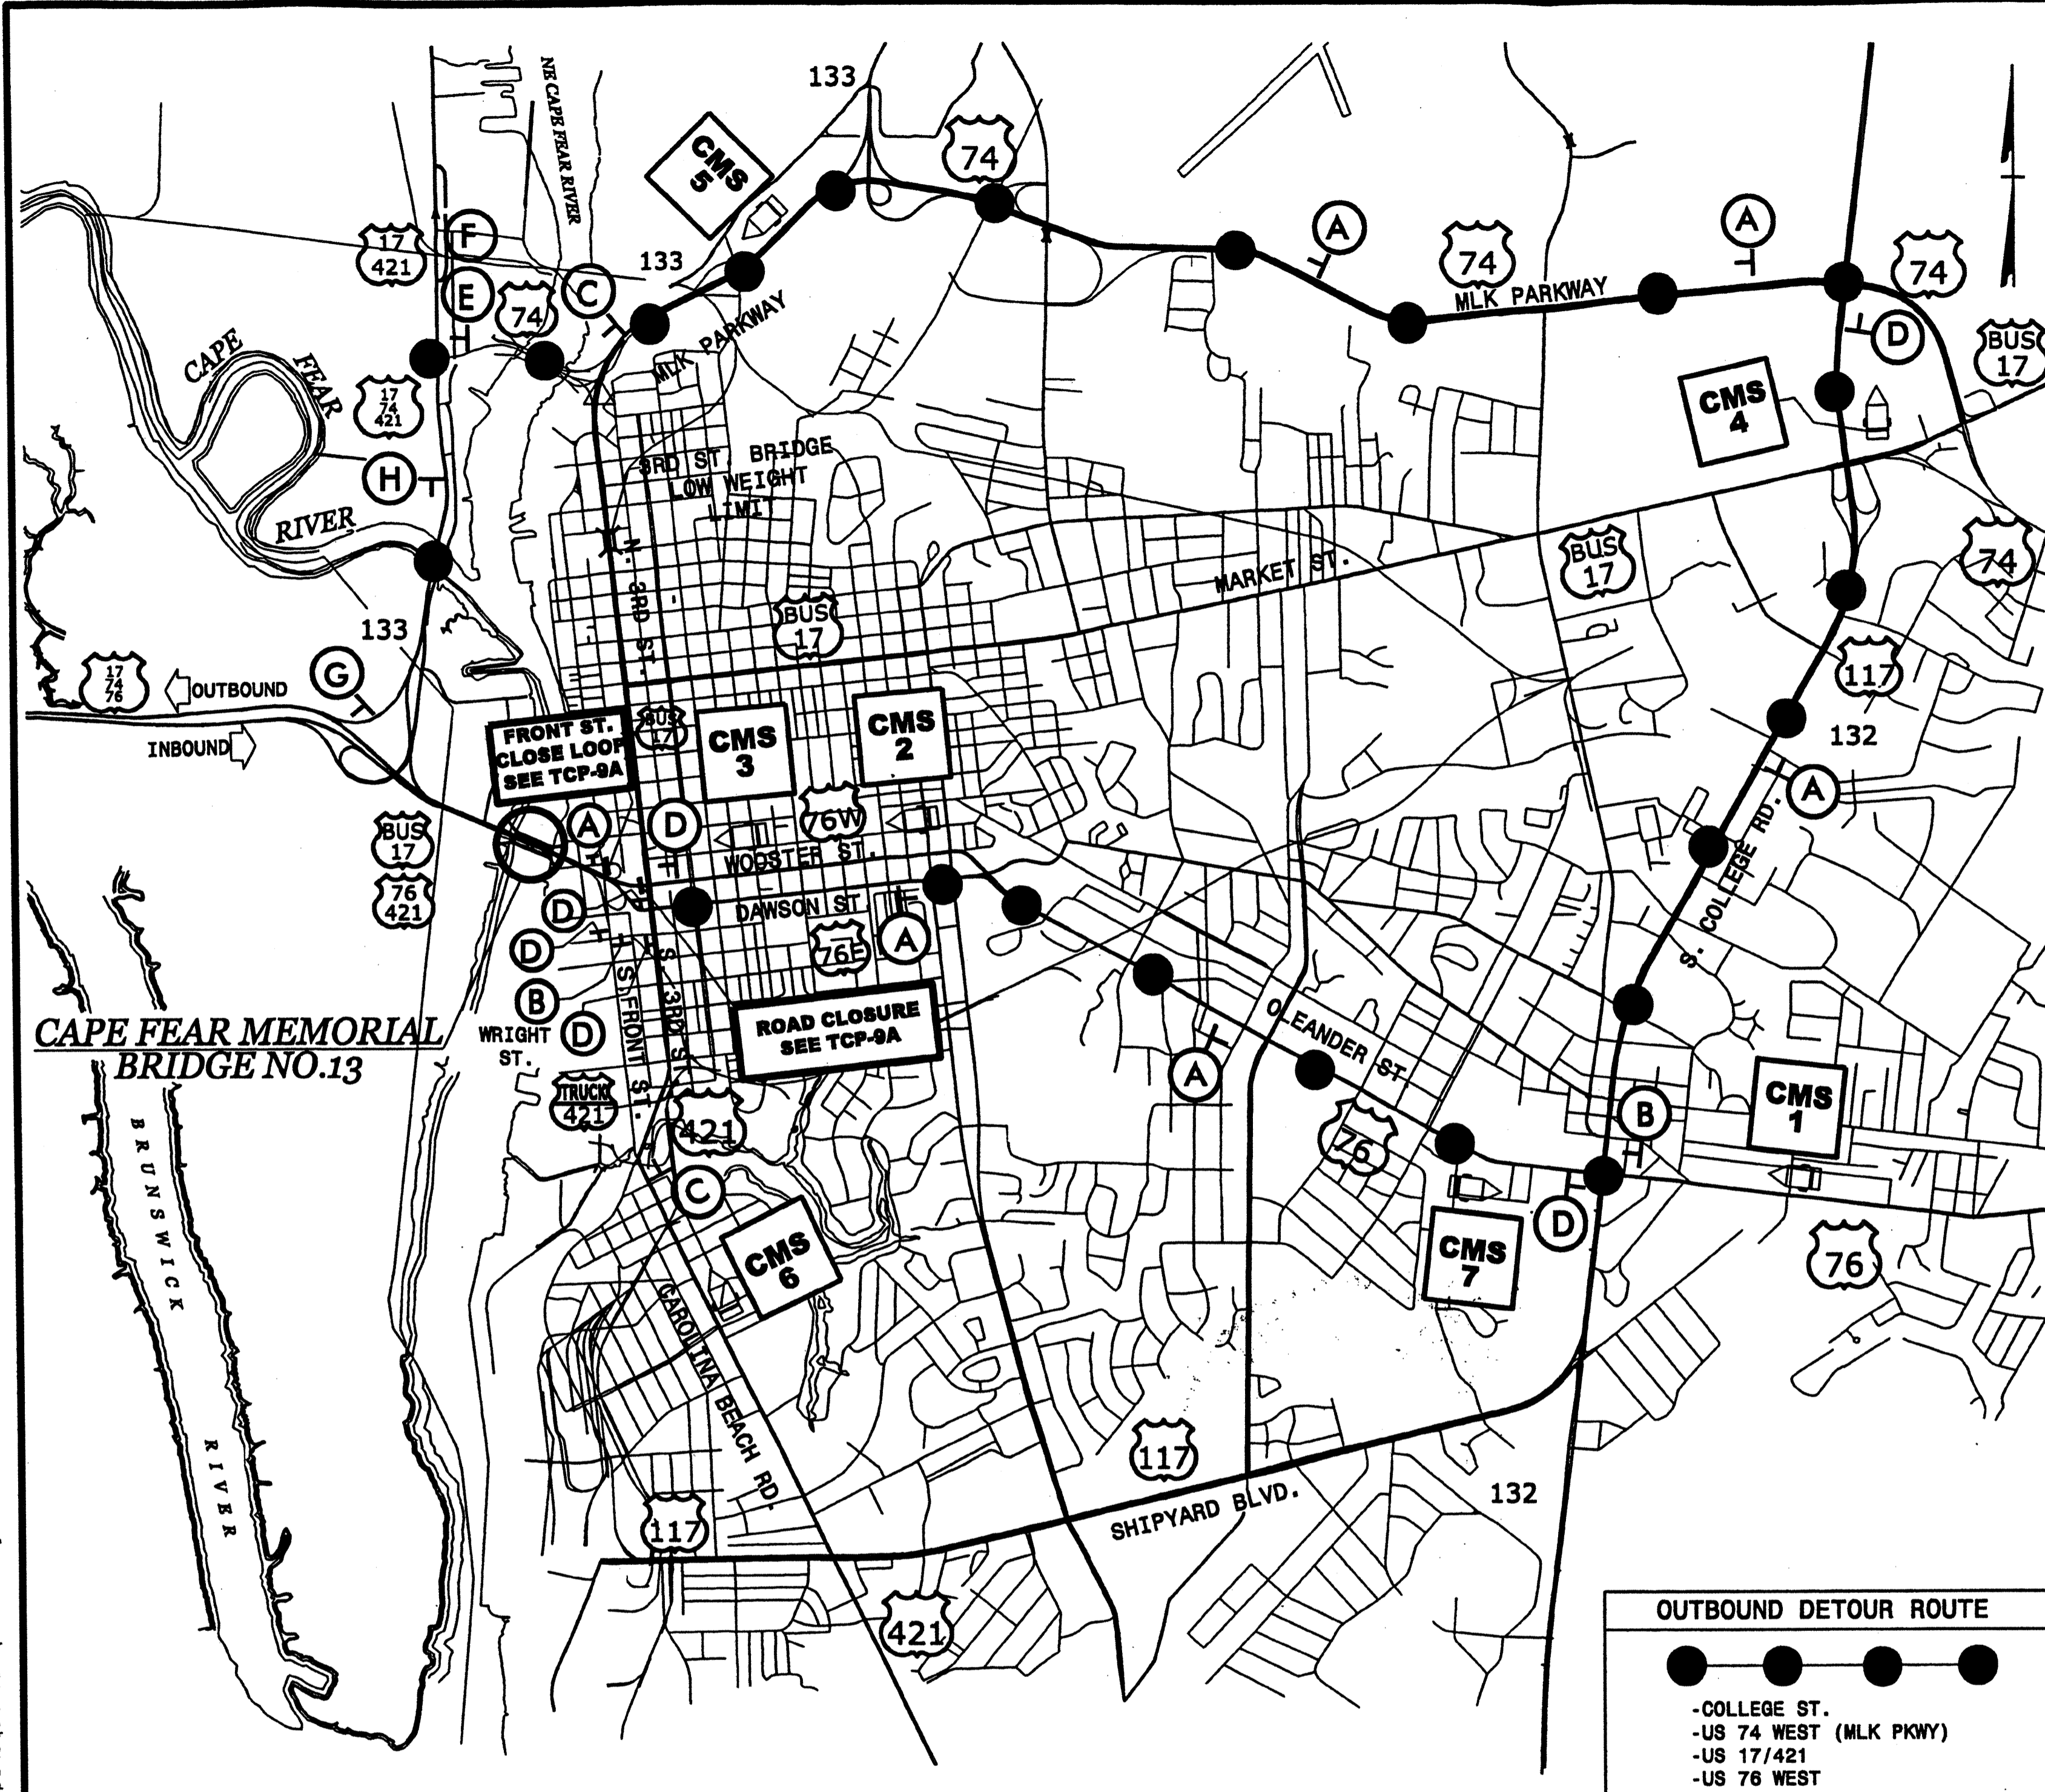 133
NE CAPE FEAR RIVER
CMS
5
74
A
A
74
74
MLK PARKWAY
17
421
F
E
74
C
133
MLK PARKWAY
D
BUS
17
CAPE
FEAR
RIVER
17
74
421
H
CMS
4
3RD ST BRIDGE
LOW WEIGHT
LIMIT
N. 3RD ST.
MARKET ST.
BUS
17
74
BUS
17
133
G
17
74
76
OUTBOUND
INBOUND
117
132
FRONT ST.
CLOSE LOOP
SEE TCP-9A
BUS
17
CMS
3
CMS
2
A
S. COLLEGE RD.
BUS
17
76
421
A
D
76W
WOOSTER ST.
DAWSON ST
76E
A
D
D
B
D
WRIGHT
ST.
S. FRONT ST.
S. 3RD ST.
ROAD CLOSURE
SEE TCP-9A
CAPE FEAR MEMORIAL
BRIDGE NO.13
OLEANDER ST.
A
TRUCK
421
421
76
B
CMS
1
BRUNSWICK
RIVER
C
CMS
6
CMS
7
D
76
CAROLINA BEACH RD.
117
117
SHIPYARD BLVD.
132
421
OUTBOUND DETOUR ROUTE
-COLLEGE ST.
-US 74 WEST (MLK PKWY)
-US 17/421
-US 76 WEST